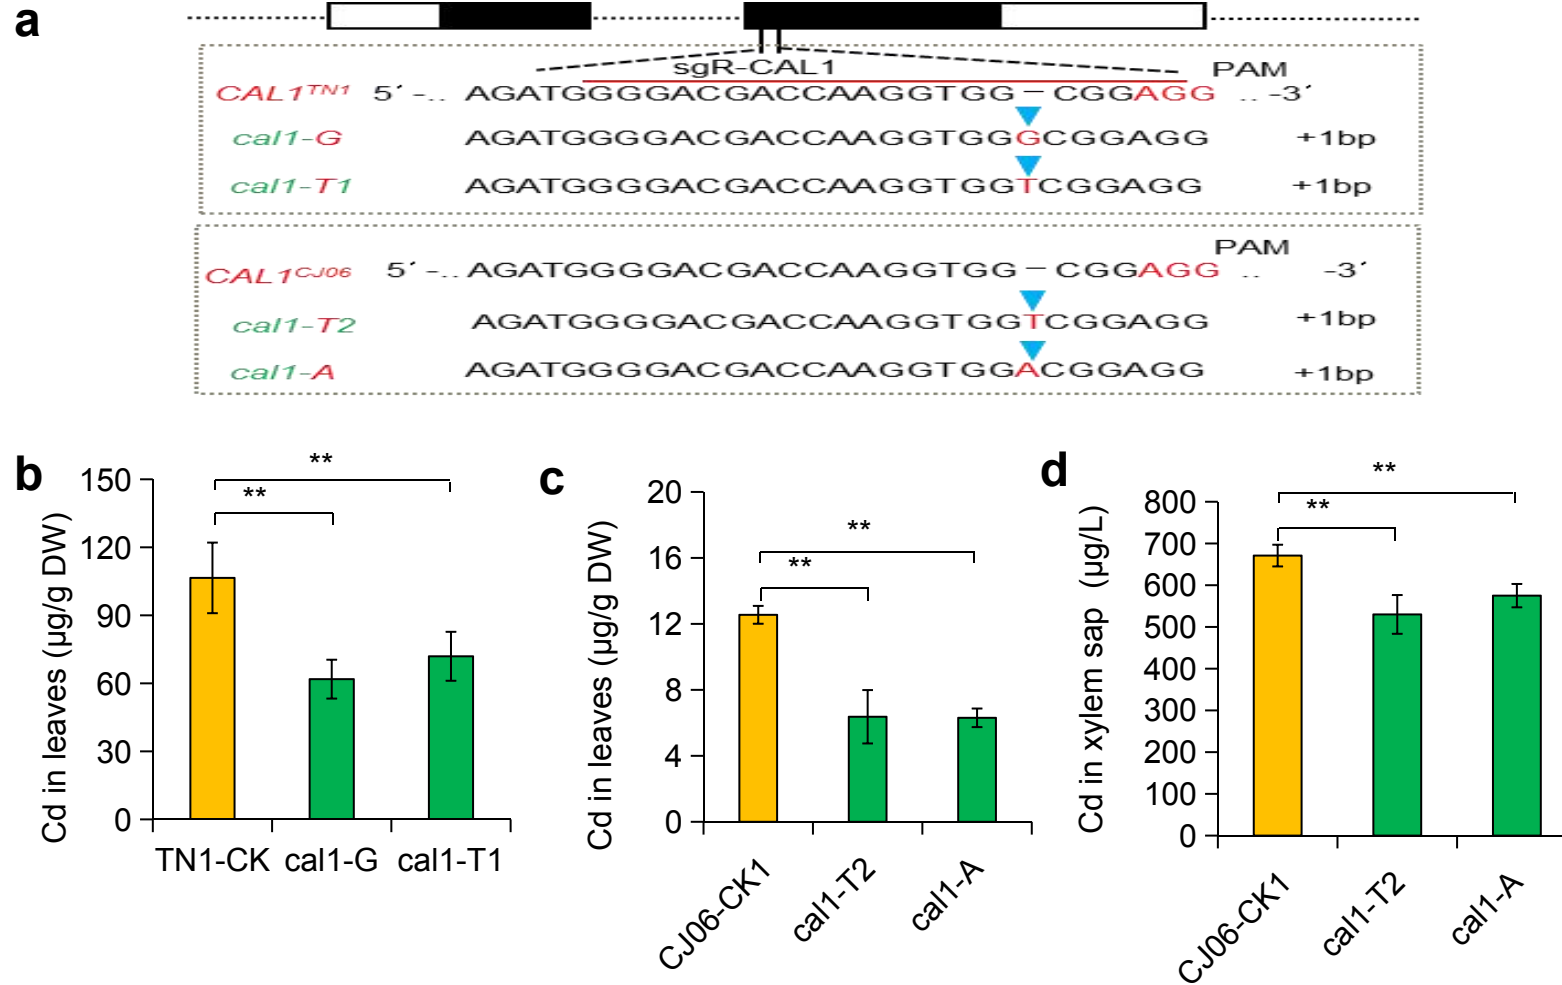 a
sgR-CAL1
PAM
CAL1TN1 5´ -.. AGATGGGGACGACCAAGGTGG – CGGAGG .. -3´
cal1-G AGATGGGGACGACCAAGGTGGGCGGAGG +1bp
cal1-T1 AGATGGGGACGACCAAGGTGGTCGGAGG +1bp
PAM
CAL1CJ06 5´ -.. AGATGGGGACGACCAAGGTGG – CGGAGG .. -3´
cal1-T2 AGATGGGGACGACCAAGGTGGTCGGAGG +1bp
cal1-A AGATGGGGACGACCAAGGTGGACGGAGG +1bp
b
Cd in leaves (µg/g DW)
150
120
90
60
30
0
**
**
TN1-CK cal1-G cal1-T1
c
Cd in leaves (µg/g DW)
20
16
12
8
4
0
**
**
CJ06-CK1
cal1-T2
cal1-A
d
Cd in xylem sap (µg/L)
800
700
600
500
400
300
200
100
0
**
**
CJ06-CK1
cal1-T2
cal1-A